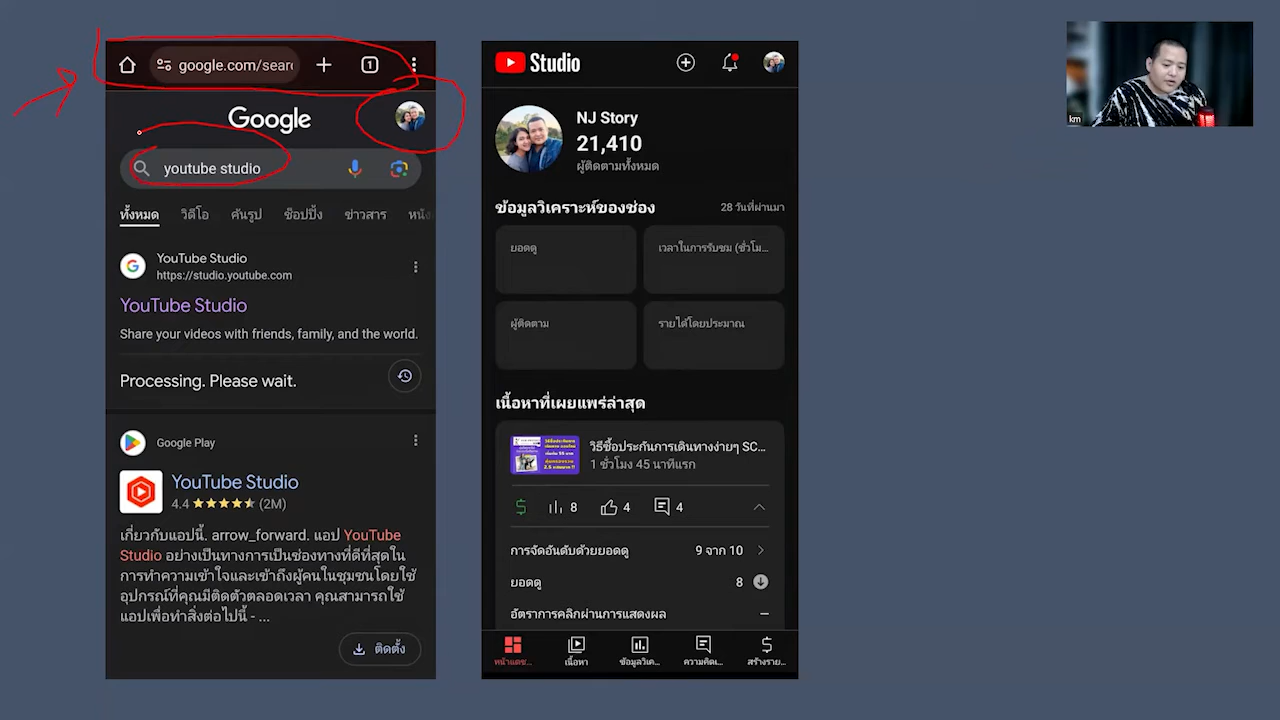 google.com/sear
1
Google
youtube studio
ทั้งหมด วิดีโอ ค้นรูป ช็อปปิ้ง ข่าวสาร หนัง
YouTube Studio
https://studio.youtube.com
YouTube Studio
Share your videos with friends, family, and the world.
Processing. Please wait.
Google Play
YouTube Studio
4.4 ★★★★★ (2M)
เกี่ยวกับแอปนี้. arrow_forward. แอป YouTube
Studio อย่างเป็นทางการเป็นช่องทางที่ดีที่สุดใน
การทำความเข้าใจและเข้าถึงผู้คนในชุมชนโดยใช้
อุปกรณ์ที่คุณมีติดตัวตลอดเวลา คุณสามารถใช้
แอปเพื่อทำสิ่งต่อไปนี้ - ...
ติดตั้ง
Studio
NJ Story
21,410
ผู้ติดตามทั้งหมด
ข้อมูลวิเคราะห์ของช่อง 28 วันที่ผ่านมา
ยอดดู เวลาในการรับชม (ชั่วโม...
ผู้ติดตาม รายได้โดยประมาณ
เนื้อหาที่เผยแพร่ล่าสุด
วิธีซื้อประกันการเดินทางง่ายๆ SC...
1 ชั่วโมง 45 นาทีแรก
8 4 4
การจัดอันดับด้วยยอดดู 9 จาก 10
ยอดดู 8
อัตราการคลิกผ่านการแสดงผล —
หน้าแดช... เนื้อหา ข้อมูลวิเค... ความคิดเ... สร้างราย...
km